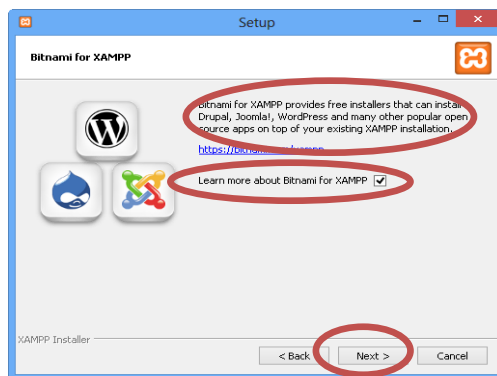 Setup
Bitnami for XAMPP
Bitnami for XAMPP provides free installers that can install
Drupal, Joomla!, WordPress and many other popular open
source apps on top of your existing XAMPP installation.
Learn more about Bitnami for XAMPP
XAMPP Installer
< Back
Next >
Cancel